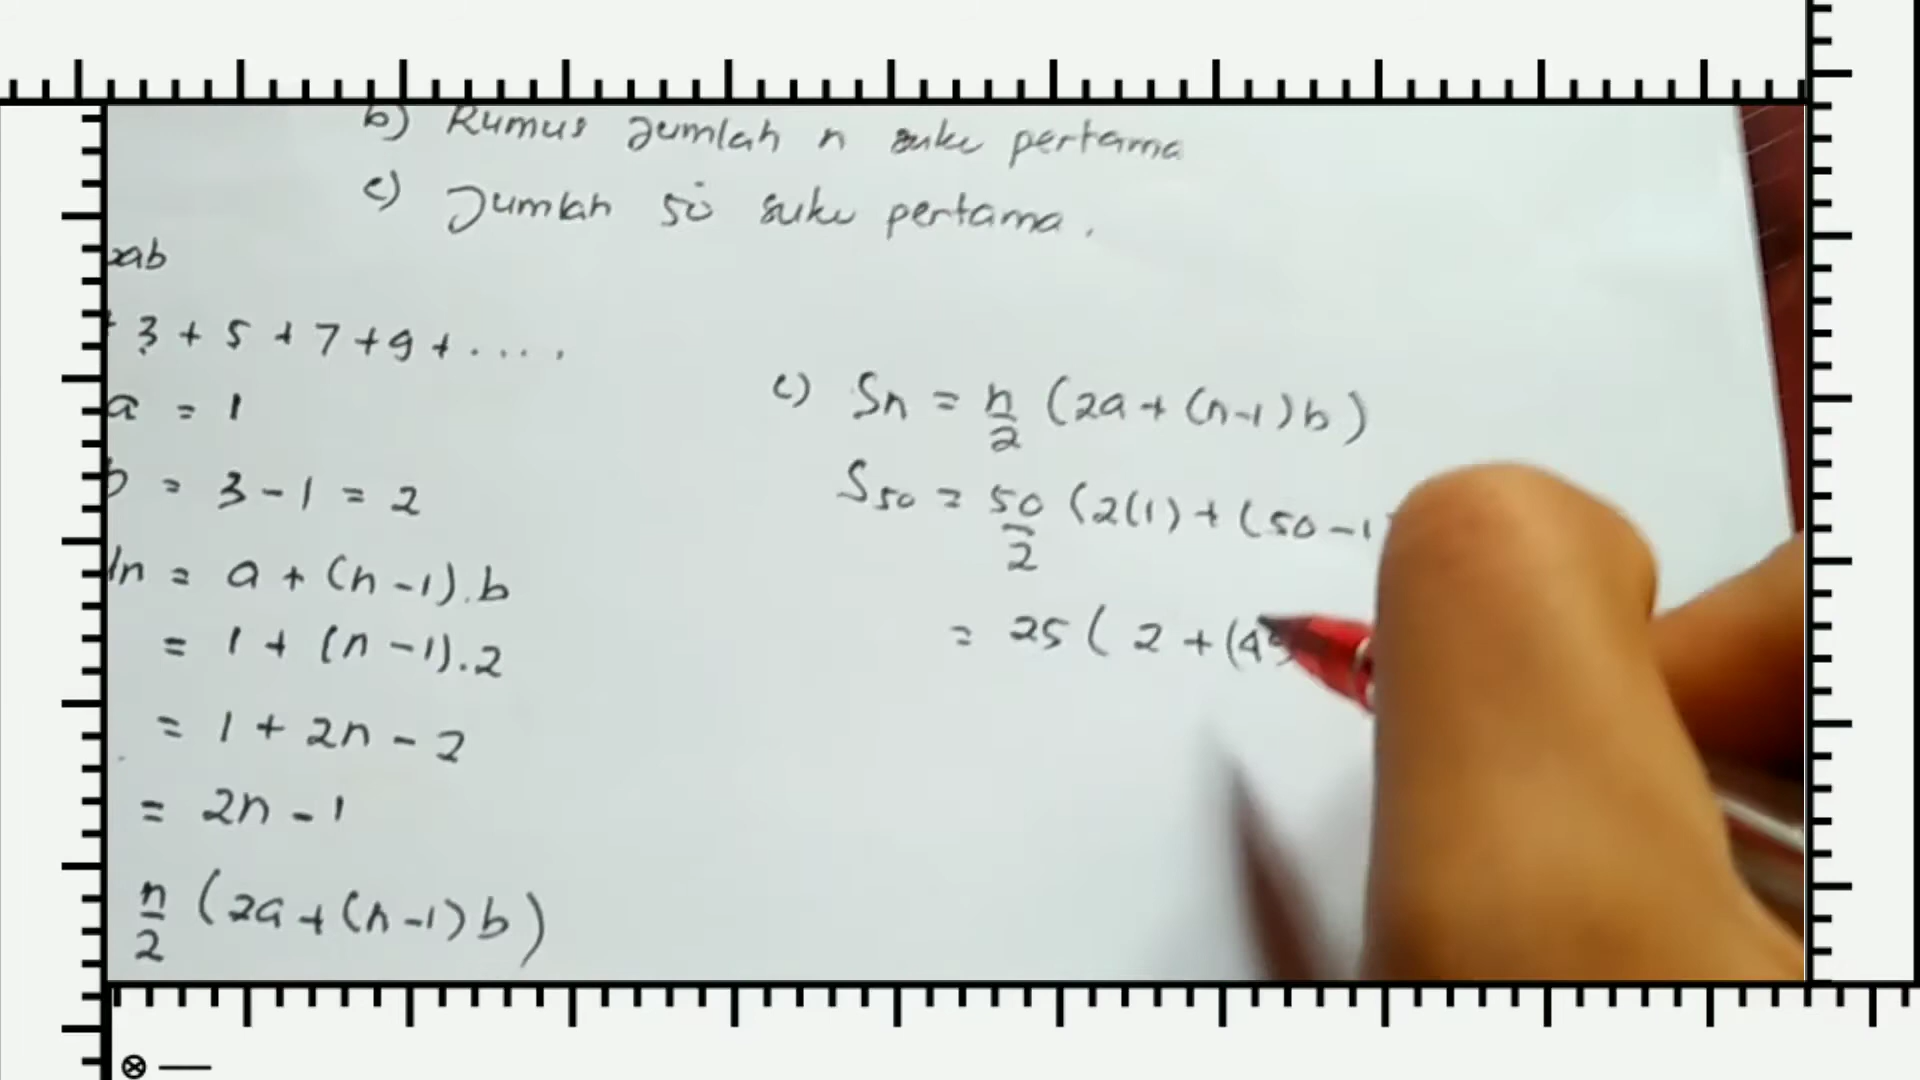 b) Rumus Jumlah n suku pertama
c) Jumlah 50 suku pertama.
3 + 5 + 7 + 9 + ....
a = 1
b = 3 - 1 = 2
Un = a + (n - 1).b
= 1 + (n - 1).2
= 1 + 2n - 2
= 2n - 1
n/2 (2a + (n-1) b)
c) Sn = n/2 (2a + (n-1) b)
S50 = 50/2 (2(1) + (50 - 1
= 25 ( 2 + (49)